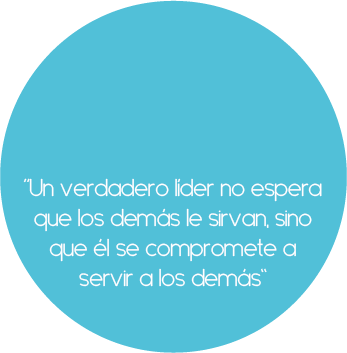 "Un verdadero líder no espera
que los demás le sirvan, sino
que él se compromete a
servir a los demás"